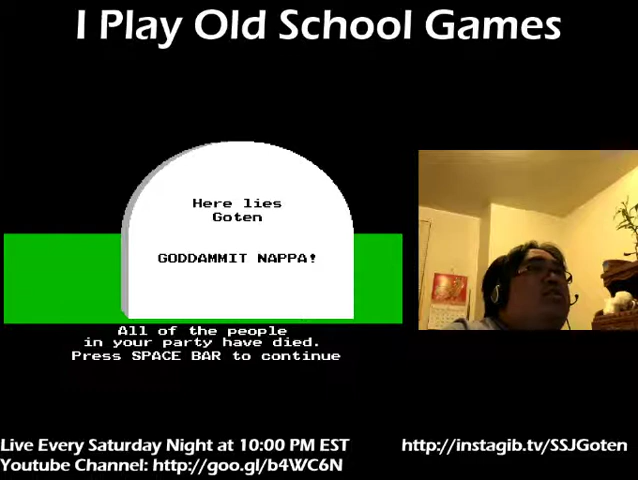 I Play Old School Games
Here lies
Goten
GODDAMMIT NAPPA!
All of the people
in your party have died.
Press SPACE BAR to continue
Live Every Saturday Night at 10:00 PM EST
http://instagib.tv/SSJGoten
Youtube Channel: http://goo.gl/b4WC6N